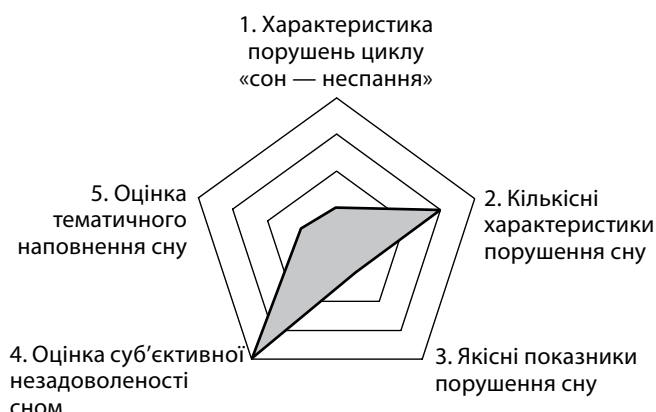 1. Характеристика
порушень циклу
«сон — неспання»
2. Кількісні
характеристики
порушення сну
3. Якісні показники
порушення сну
4. Оцінка суб’єктивної
незадоволеності
сном
5. Оцінка
тематичного
наповнення сну